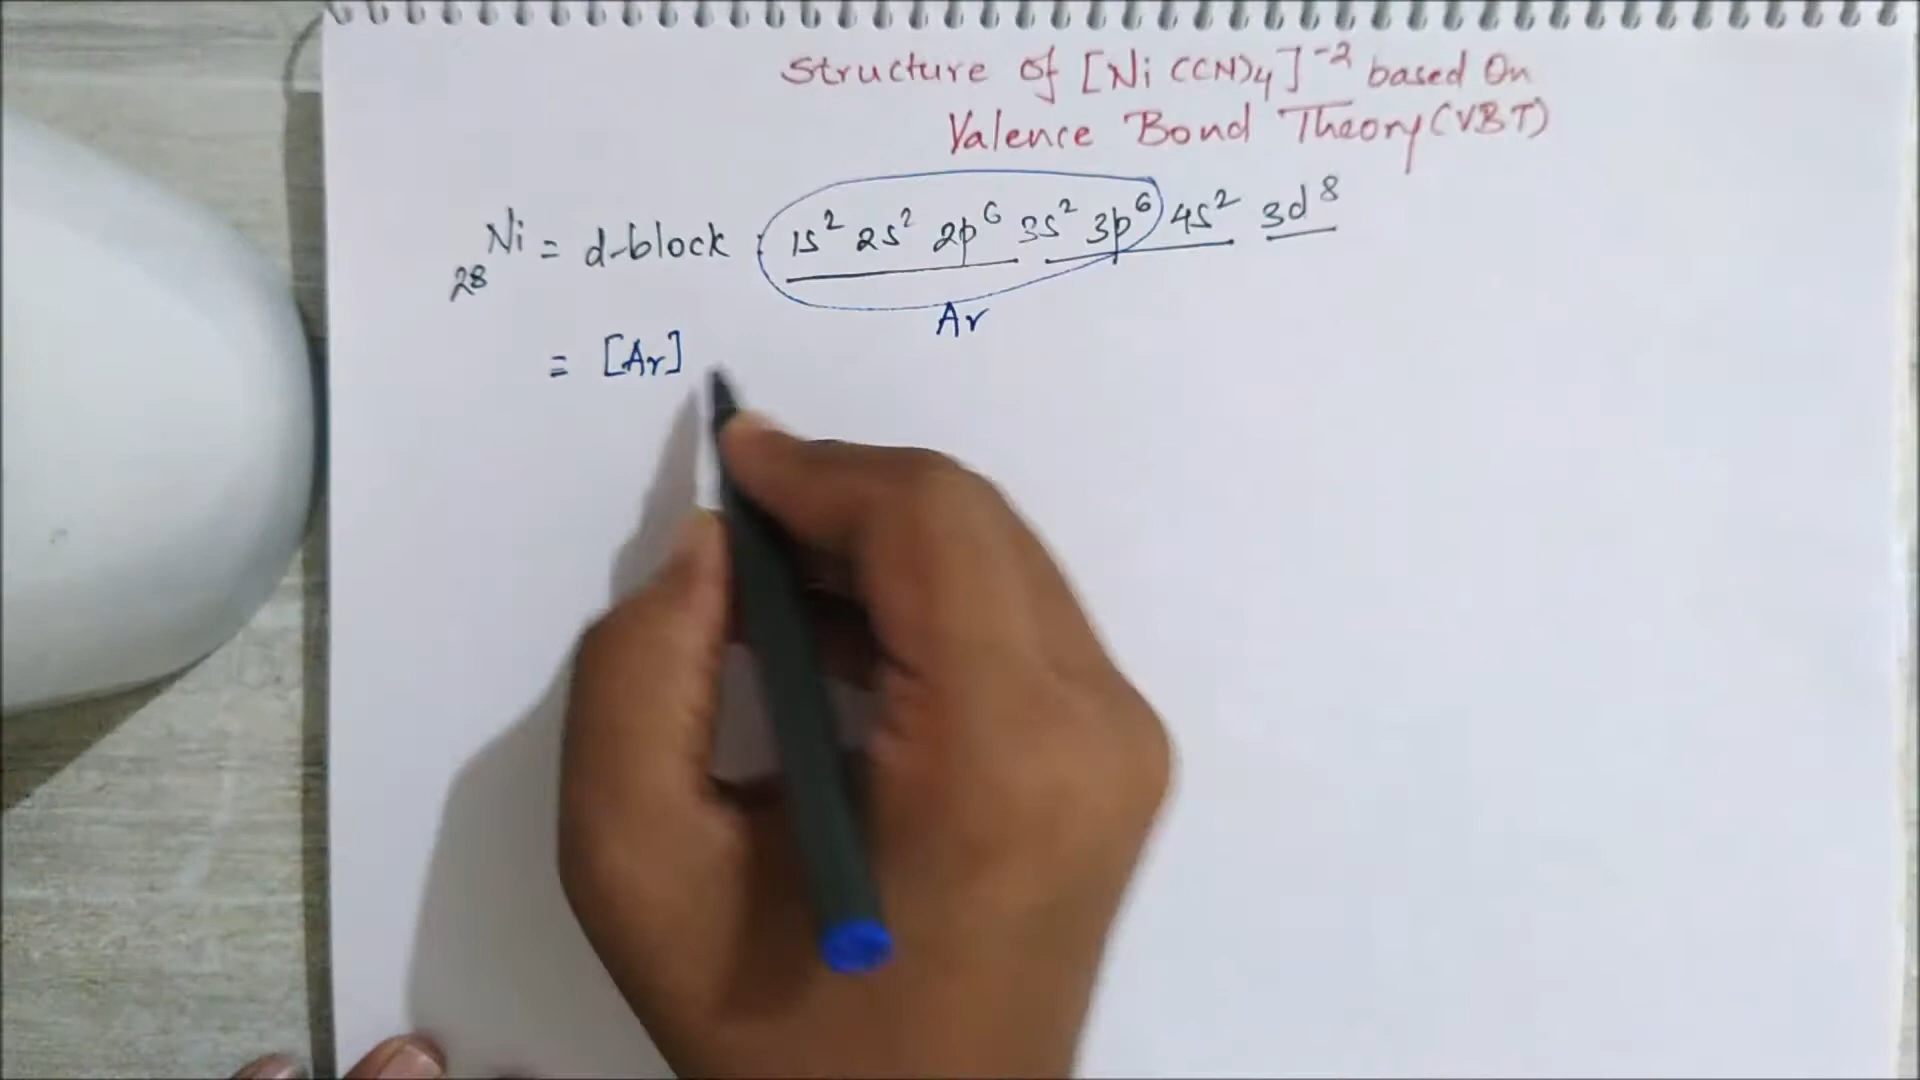 Structure of [Ni (CN)4]⁻² based on
Valence Bond Theory (VBT)
₂₈Ni = d-block 1s² 2s² 2p⁶ 3s² 3p⁶ 4s² 3d⁸
Ar
= [Ar]